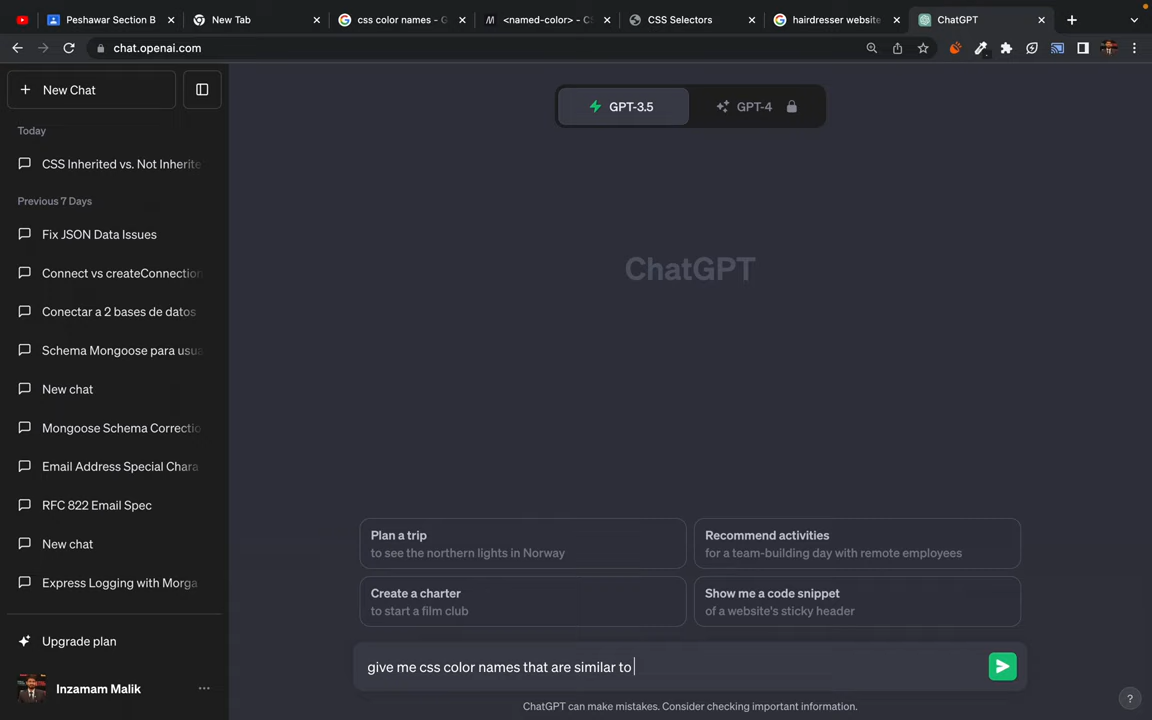 Peshawar Section B
New Tab
css color names - G
<named-color> - CS
CSS Selectors
hairdresser website
ChatGPT
chat.openai.com
New Chat
Today
CSS Inherited vs. Not Inherite
Previous 7 Days
Fix JSON Data Issues
Connect vs createConnection
Conectar a 2 bases de datos
Schema Mongoose para usua
New chat
Mongoose Schema Correctio
Email Address Special Chara
RFC 822 Email Spec
New chat
Express Logging with Morga
Upgrade plan
Inzamam Malik
GPT-3.5
GPT-4
ChatGPT
Plan a trip
to see the northern lights in Norway
Recommend activities
for a team-building day with remote employees
Create a charter
to start a film club
Show me a code snippet
of a website's sticky header
give me css color names that are similar to
ChatGPT can make mistakes. Consider checking important information.
?